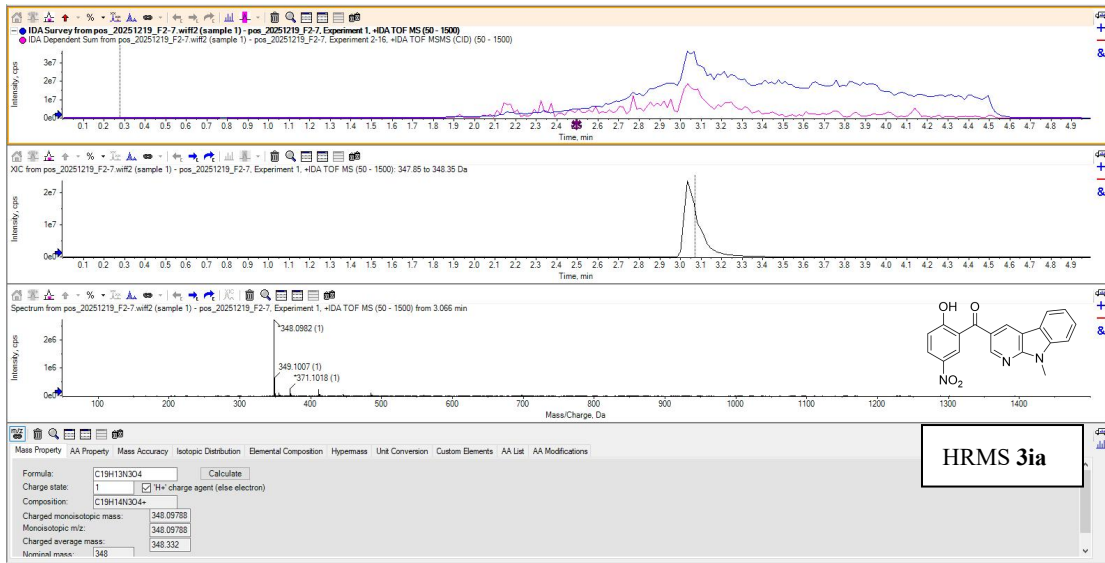 IDA Survey from pos_20251219_F2-7.wiff2 (sample 1) - pos_20251219_F2-7, Experiment 1, +IDA TOF MS (50 - 1500)
IDA Dependent Sum from pos_20251219_F2-7.wiff2 (sample 1) - pos_20251219_F2-7, Experiment 2-16, +IDA TOF MSMS (CID) (50 - 1500)
Intensity, cps
3e7
2e7
1e7
0e0
0.1 0.2 0.3 0.4 0.5 0.6 0.7 0.8 0.9 1.0 1.1 1.2 1.3 1.4 1.5 1.6 1.7 1.8 1.9 2.0 2.1 2.2 2.3 2.4 2.5 2.6 2.7 2.8 2.9 3.0 3.1 3.2 3.3 3.4 3.5 3.6 3.7 3.8 3.9 4.0 4.1 4.2 4.3 4.4 4.5 4.6 4.7 4.8 4.9
Time, min
XIC from pos_20251219_F2-7.wiff2 (sample 1) - pos_20251219_F2-7, Experiment 1, +IDA TOF MS (50 - 1500): 347.85 to 348.35 Da
Intensity, cps
2e7
1e7
0e0
0.1 0.2 0.3 0.4 0.5 0.6 0.7 0.8 0.9 1.0 1.1 1.2 1.3 1.4 1.5 1.6 1.7 1.8 1.9 2.0 2.1 2.2 2.3 2.4 2.5 2.6 2.7 2.8 2.9 3.0 3.1 3.2 3.3 3.4 3.5 3.6 3.7 3.8 3.9 4.0 4.1 4.2 4.3 4.4 4.5 4.6 4.7 4.8 4.9
Time, min
Spectrum from pos_20251219_F2-7.wiff2 (sample 1) - pos_20251219_F2-7, Experiment 1, +IDA TOF MS (50 - 1500) from 3.066 min
Intensity, cps
2e6
1e6
0e0
*348.0982 (1)
349.1007 (1)
*371.1018 (1)
OH O
N
N
NO2
100 200 300 400 500 600 700 800 900 1000 1100 1200 1300 1400
Mass/Charge, Da
Mass Property AA Property Mass Accuracy Isotopic Distribution Elemental Composition Hypermass Unit Conversion Custom Elements AA List AA Modifications
Formula: C19H13N3O4 Calculate
Charge state: 1 'H+' charge agent (else electron)
Composition: C19H14N3O4+
Charged monoisotopic mass: 348.09788
Monoisotopic m/z: 348.09788
Charged average mass: 348.332
Nominal mass: 348
HRMS 3ia